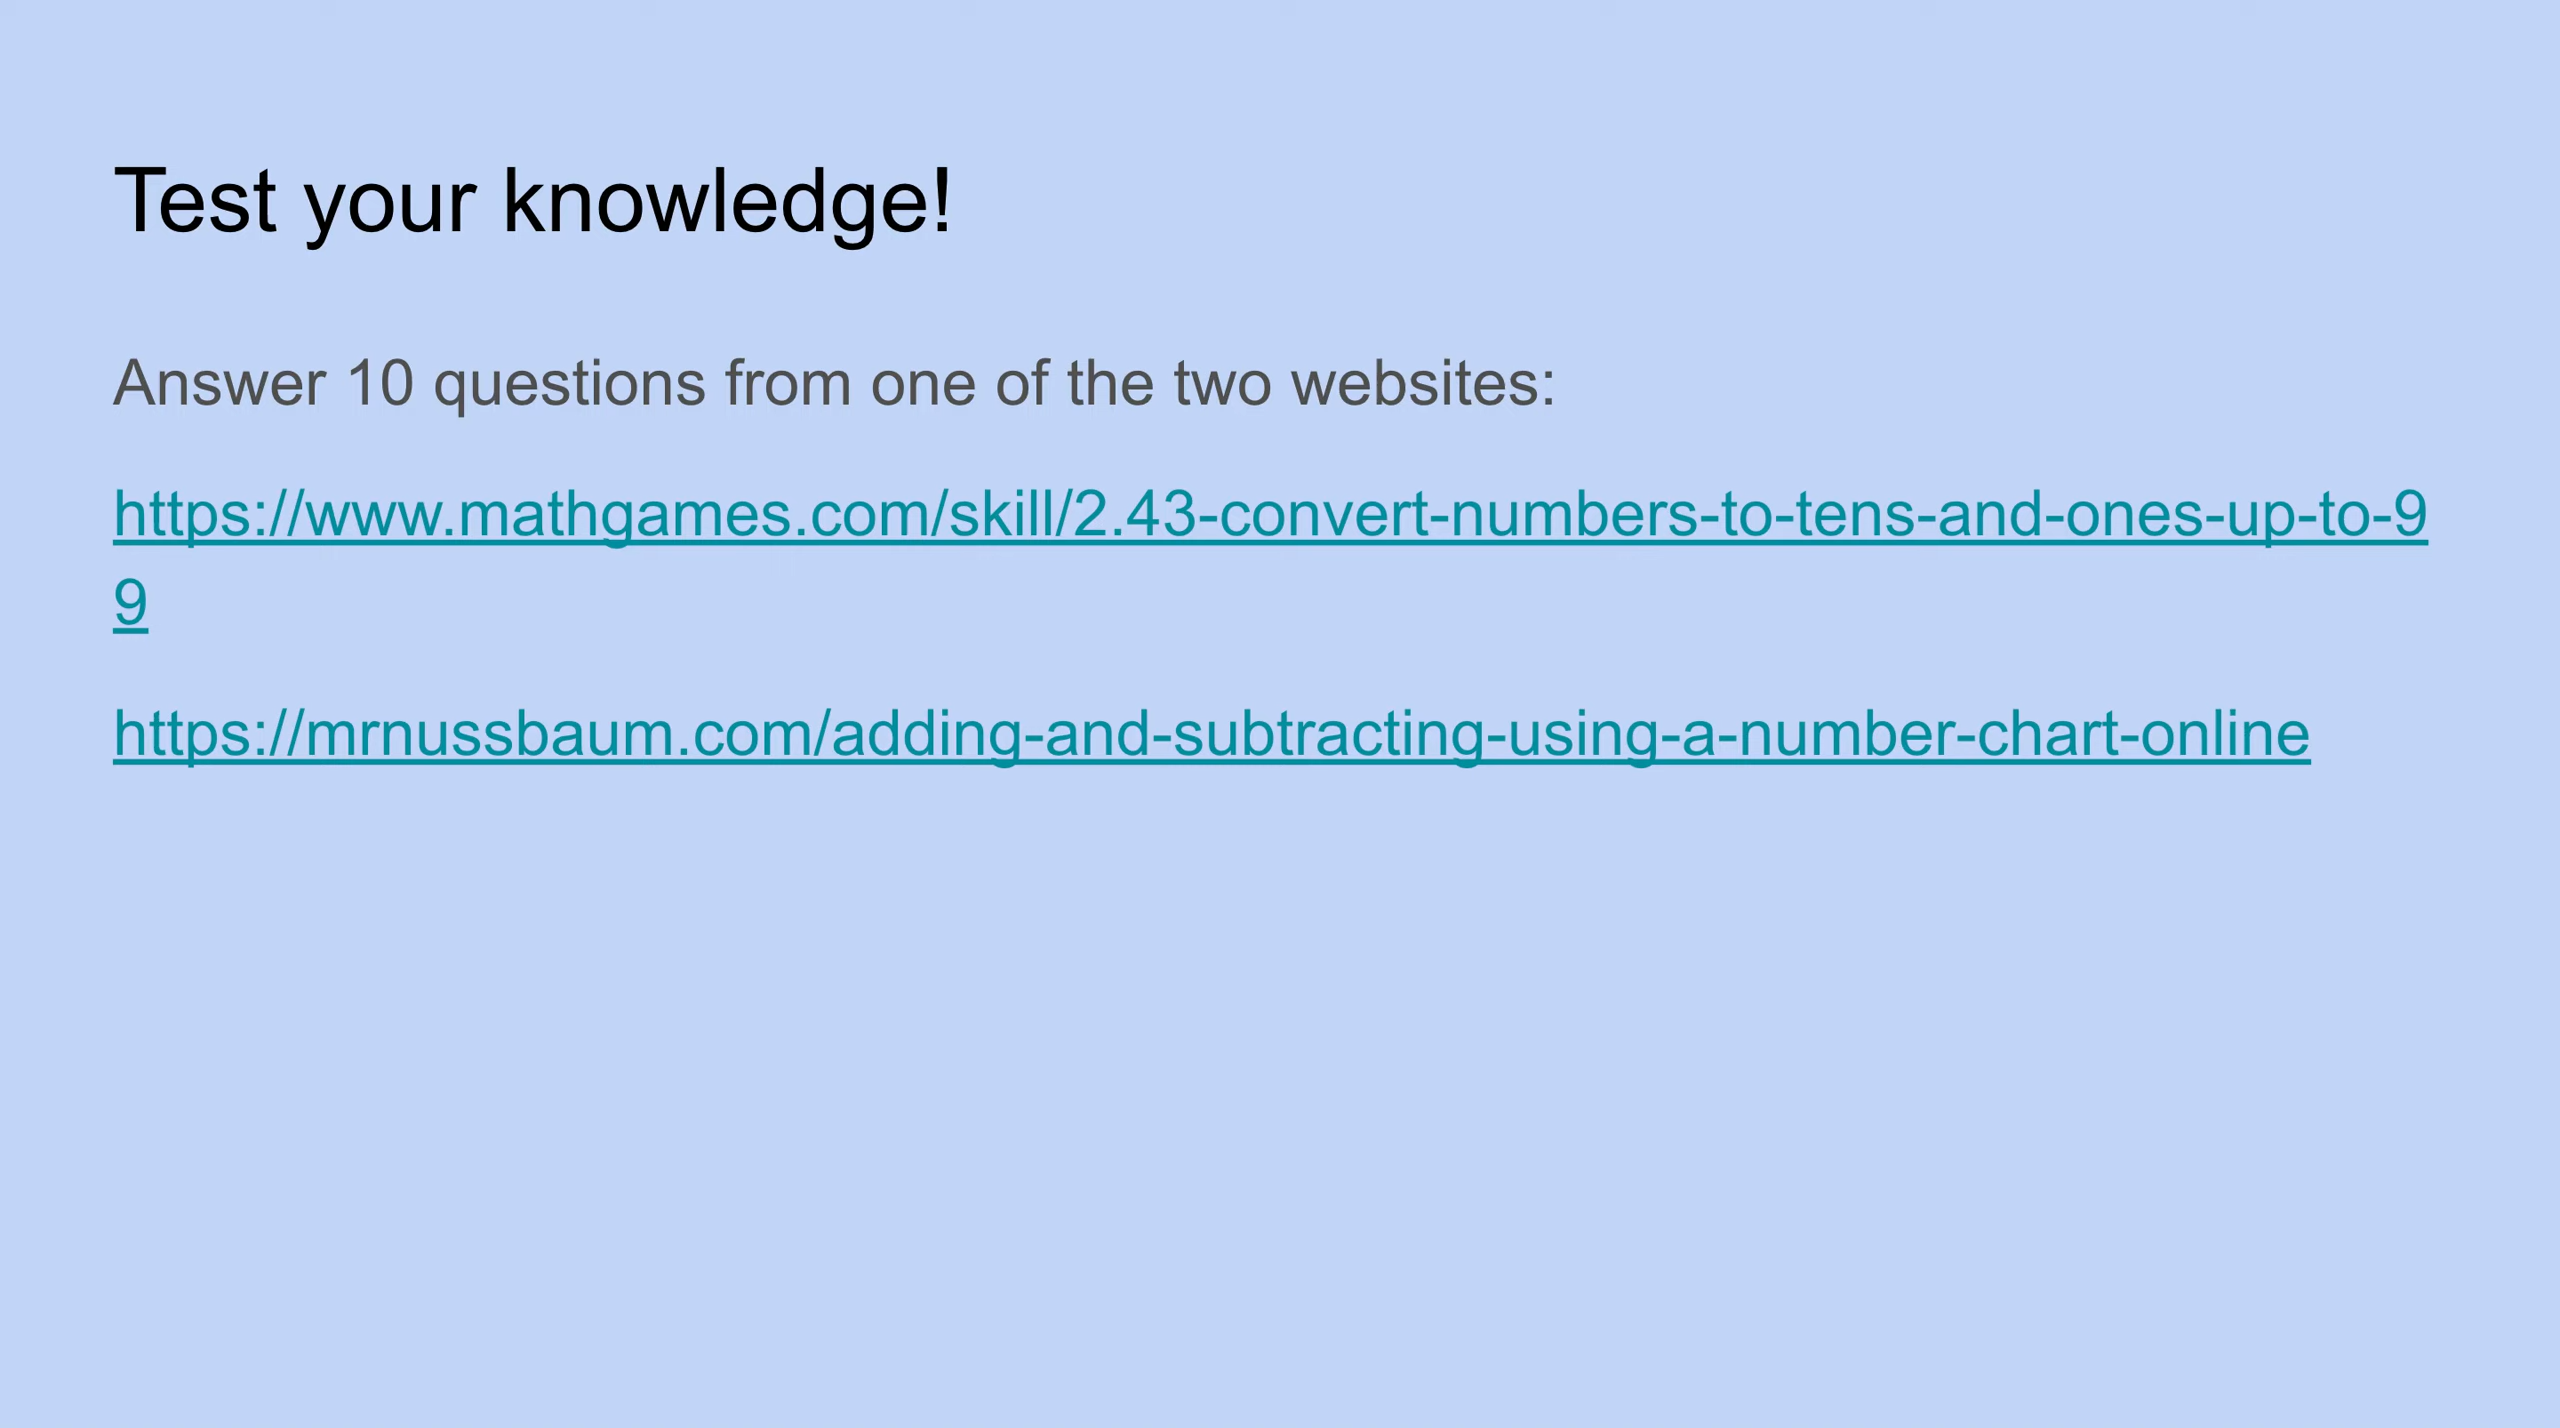 Test your knowledge!
Answer 10 questions from one of the two websites:
https://www.mathgames.com/skill/2.43-convert-numbers-to-tens-and-ones-up-to-9
9
https://mrnussbaum.com/adding-and-subtracting-using-a-number-chart-online